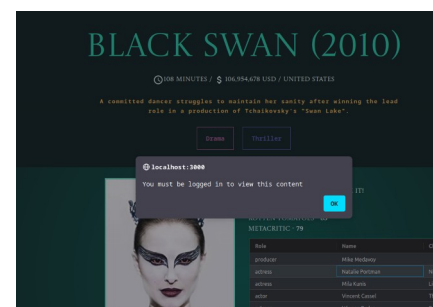 BLACK SWAN (2010)
108 MINUTES / $ 106,954,678 USD / UNITED STATES
A committed dancer struggles to maintain her sanity after winning the lead
role in a production of Tchaikovsky's "Swan Lake".
Drama Thriller
localhost:3000
You must be logged in to view this content
OK
IT!
METACRITIC - 79
Role Name
producer Mike Medavoy
actress Natalie Portman
actress Mila Kunis
actor Vincent Cassel